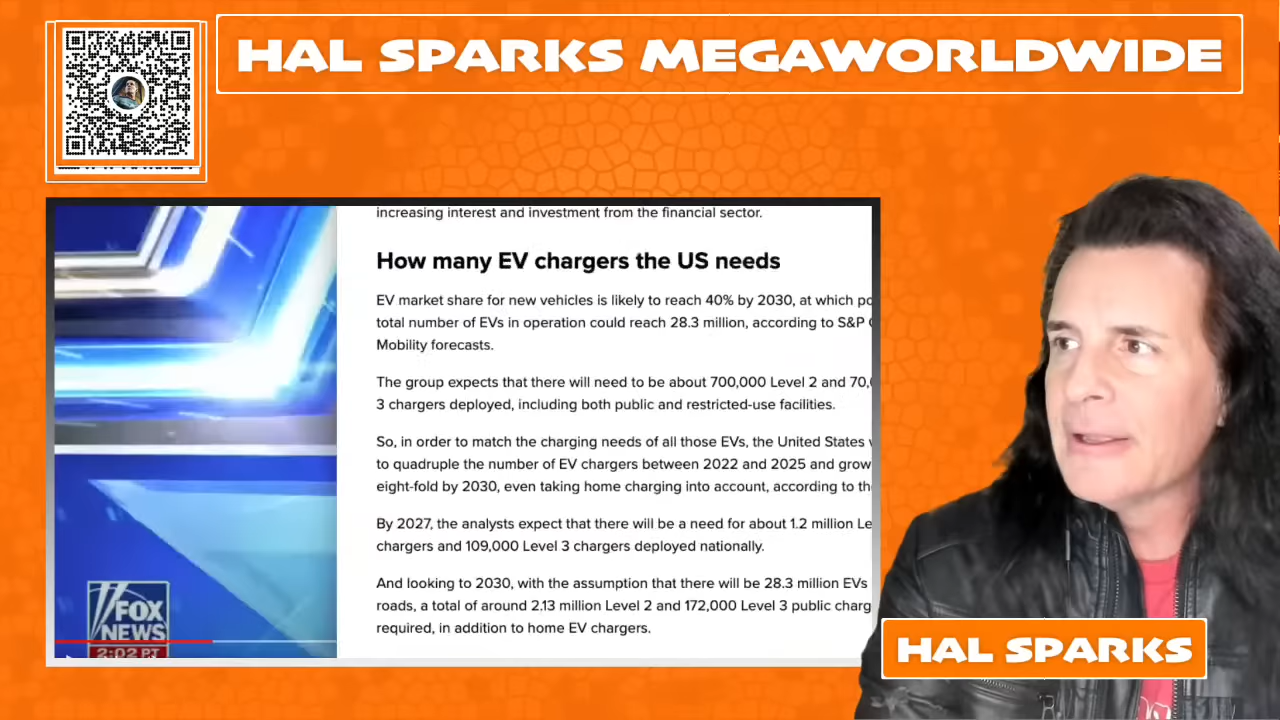 HAL SPARKS MEGAWORLDWIDE
increasing interest and investment from the financial sector.
How many EV chargers the US needs
EV market share for new vehicles is likely to reach 40% by 2030, at which
total number of EVs in operation could reach 28.3 million, according to S&P
Mobility forecasts.
The group expects that there will need to be about 700,000 Level 2 and
3 chargers deployed, including both public and restricted-use facilities.
So, in order to match the charging needs of all those EVs, the United States
to quadruple the number of EV chargers between 2022 and 2025 and grow
eight-fold by 2030, even taking home charging into account, according to
By 2027, the analysts expect that there will be a need for about 1.2 million
chargers and 109,000 Level 3 chargers deployed nationally.
And looking to 2030, with the assumption that there will be 28.3 million EVs
roads, a total of around 2.13 million Level 2 and 172,000 Level 3 public
required, in addition to home EV chargers.
FOX
NEWS
2:02 PT
HAL SPARKS